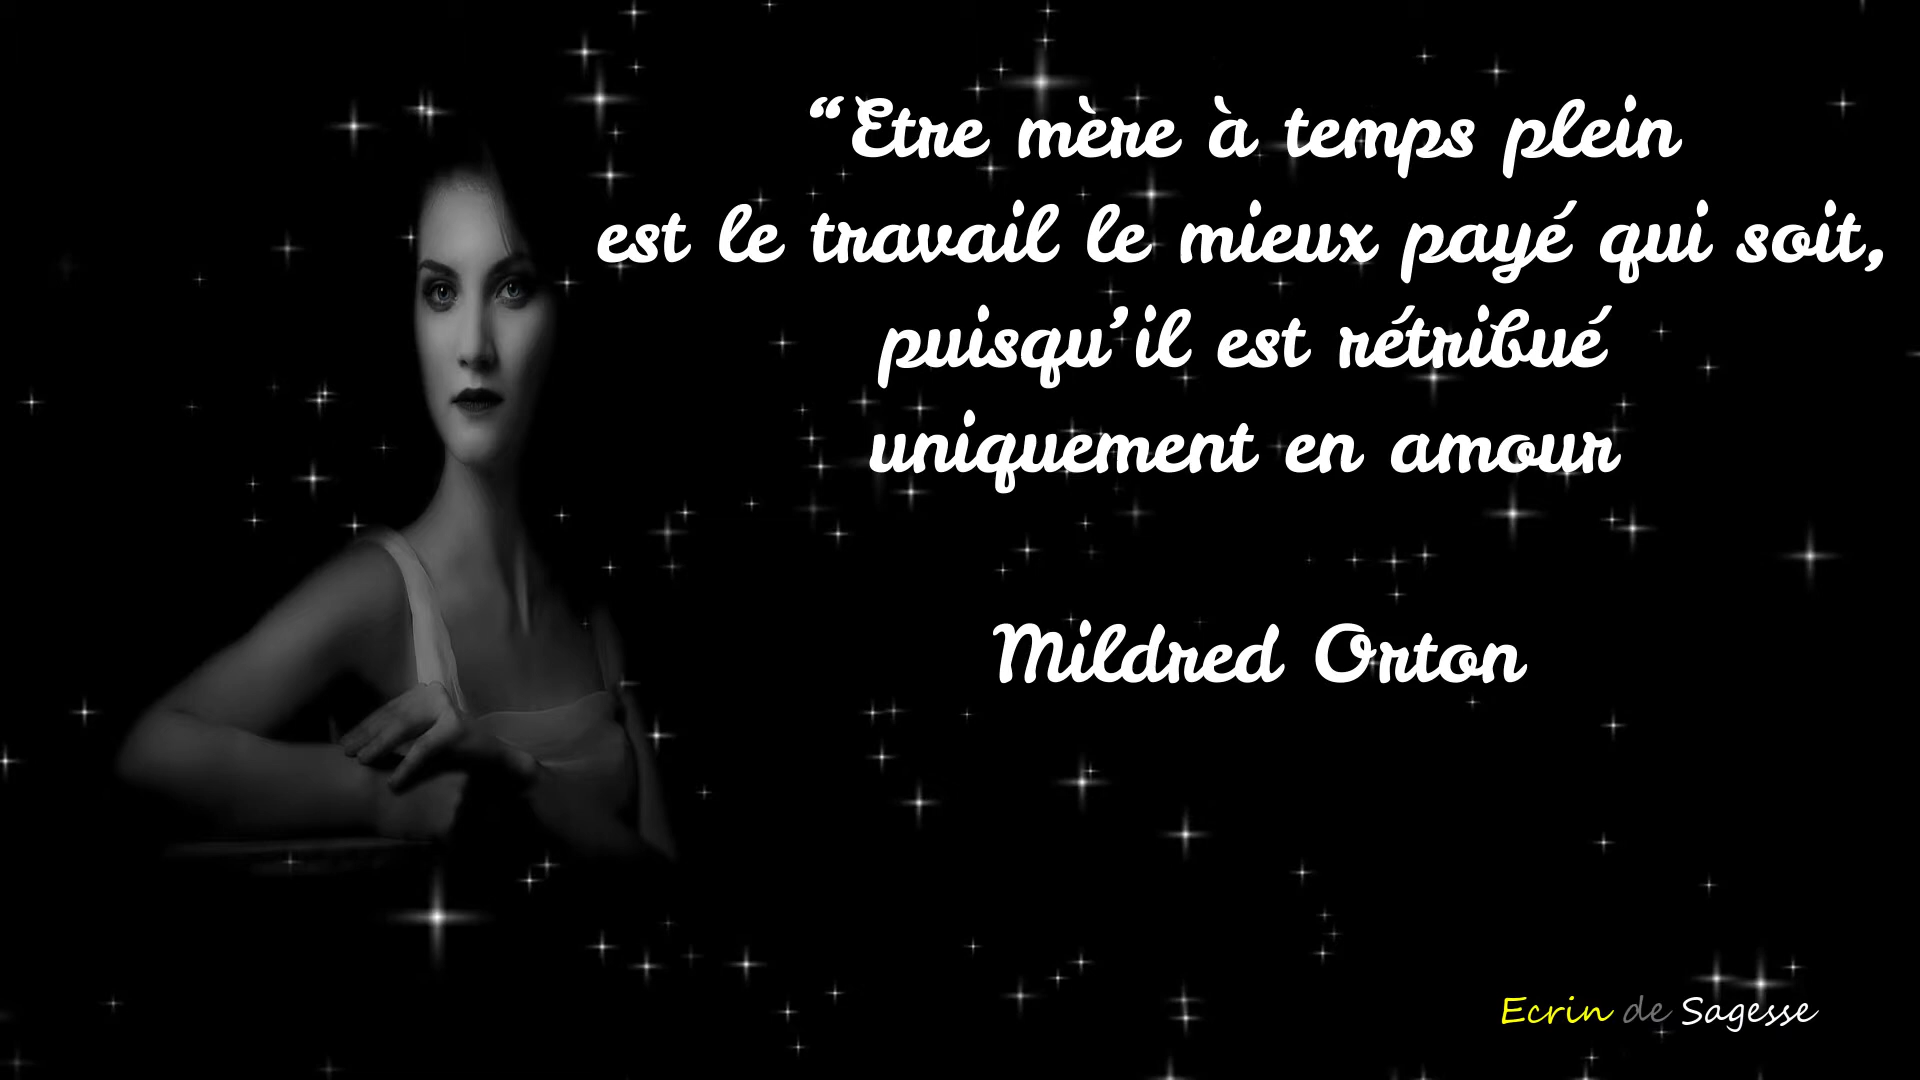 “Etre mère à temps plein
est le travail le mieux payé qui soit,
puisqu’il est rétribué
uniquement en amour
Mildred Orton
Ecrin de Sagesse